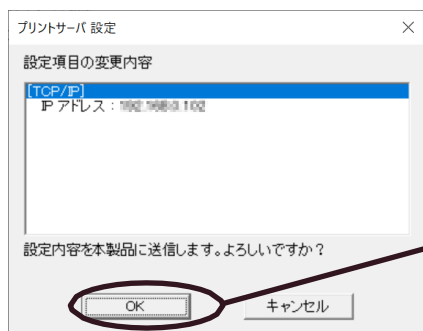 プリントサーバ 設定
設定項目の変更内容
[TCP/IP]
IP アドレス :
設定内容を本製品に送信します。よろしいですか？
OK
キャンセル